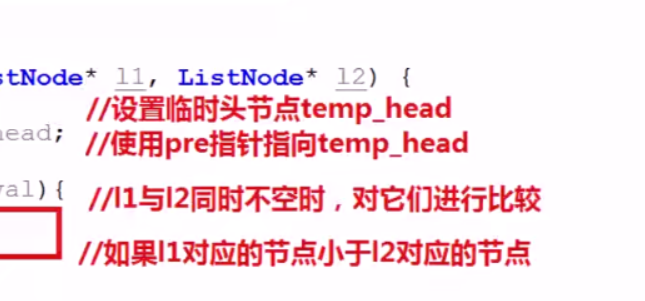 stNode* l1, ListNode* l2) {
//设置临时头节点temp_head
head;
//使用pre指针指向temp_head
val){ //l1与l2同时不空时，对它们进行比较
//如果l1对应的节点小于l2对应的节点